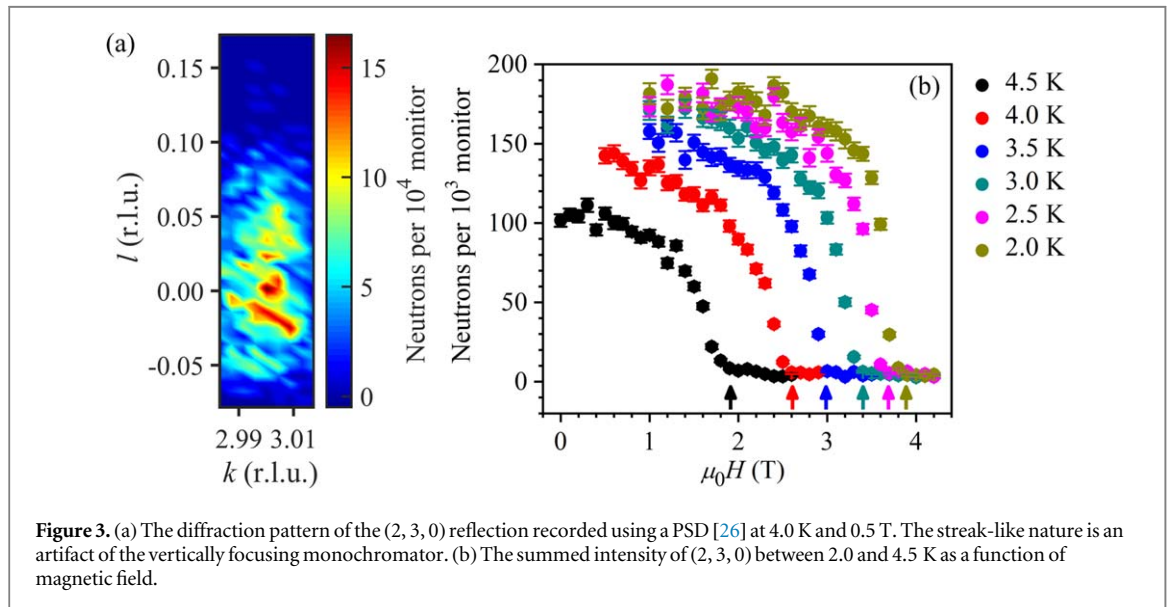 (a)
0.15
0.10
0.05
0.00
-0.05
l (r.l.u.)
2.99 3.01
k (r.l.u.)
15
10
5
0
Neutrons per 10⁴ monitor
Neutrons per 10³ monitor
200
150
100
50
0
(b)
0 1 2 3 4
μ₀H (T)
4.5 K
4.0 K
3.5 K
3.0 K
2.5 K
2.0 K
Figure 3. (a) The diffraction pattern of the (2, 3, 0) reflection recorded using a PSD [26] at 4.0 K and 0.5 T. The streak-like nature is an
artifact of the vertically focusing monochromator. (b) The summed intensity of (2, 3, 0) between 2.0 and 4.5 K as a function of
magnetic field.